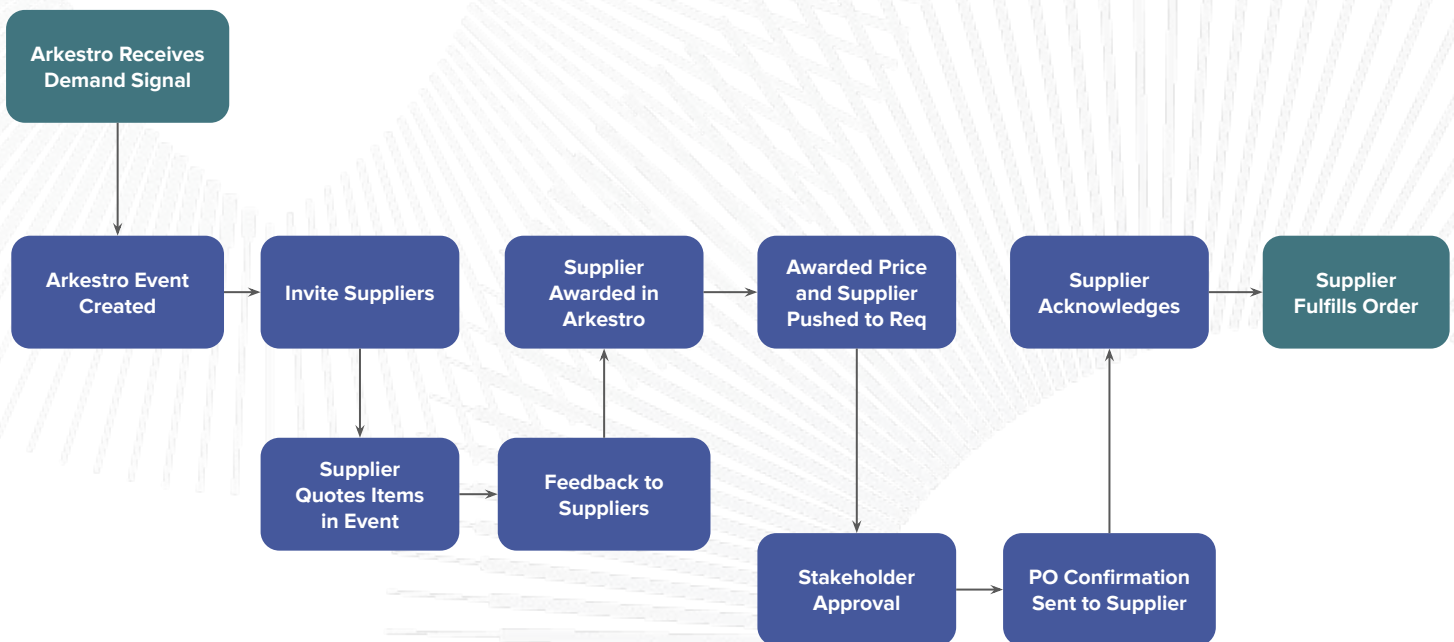 Arkestro Receives
Demand Signal
Arkestro Event
Created
Invite Suppliers
Supplier
Quotes Items
in Event
Feedback to
Suppliers
Supplier
Awarded in
Arkestro
Awarded Price
and Supplier
Pushed to Req
Stakeholder
Approval
PO Confirmation
Sent to Supplier
Supplier
Acknowledges
Supplier
Fulfills Order